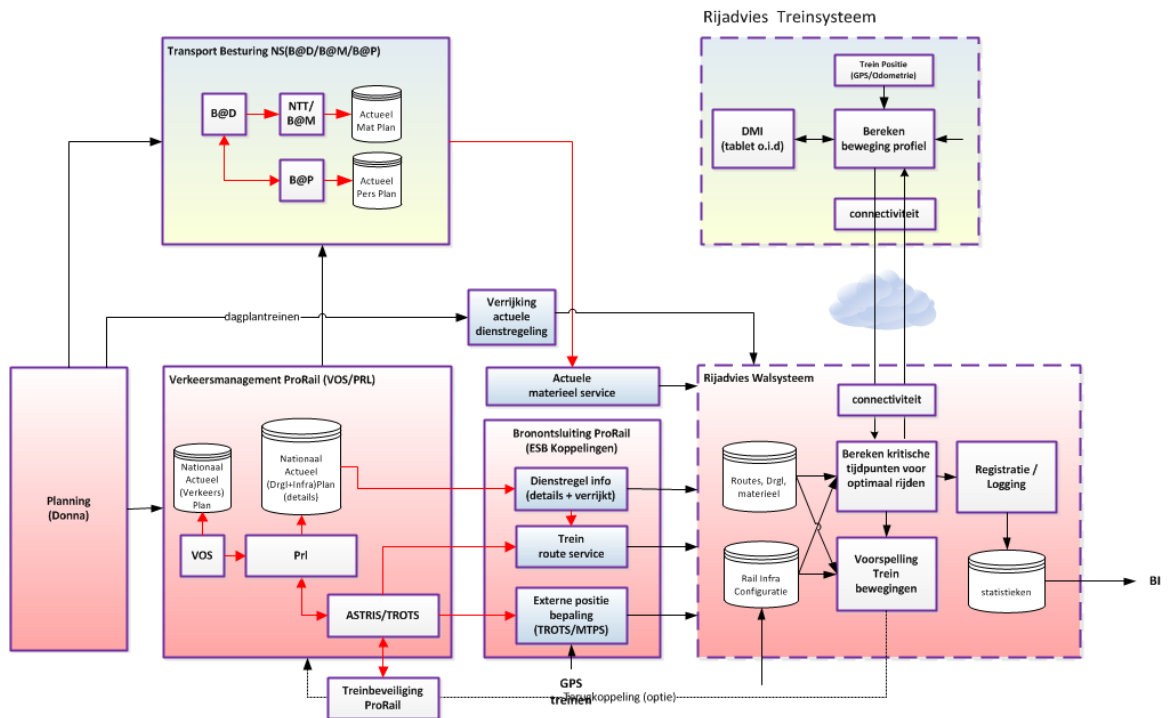 Rijadvies Treinsysteem
Transport Besturing NS(B@D/B@M/B@P)
B@D
NTT/
B@M
Actueel
Mat Plan
B@P
Actueel
Pers Plan
Trein Positie
(GPS/Odometrie)
DMI
(tablet o.i.d)
Bereken
beweging profiel
connectiviteit
dagplantreinen
Verrijking
actuele
dienstregeling
Planning
(Donna)
Verkeersmanagement ProRail (VOS/PRL)
Nationaal
Actueel
(Verkeers)
Plan
Nationaal
Actueel
(Drgl+Infra)Plan
(details)
VOS
Prl
ASTRIS/TROTS
Treinbeveiliging
ProRail
Actuele
materieel service
Bronontsluiting ProRail
(ESB Koppelingen)
Dienstregel info
(details + verrijkt)
Trein
route service
Externe positie
bepaling
(TROTS/MTPS)
GPS
treinen
Terugkoppeling (optie)
Rijadvies Walsysteem
connectiviteit
Routes, Drgl,
materieel
Bereken kritische
tijdpunten voor
optimaal rijden
Registratie /
Logging
Rail Infra
Configuratie
Voorspelling
Trein
bewegingen
statistieken
BI